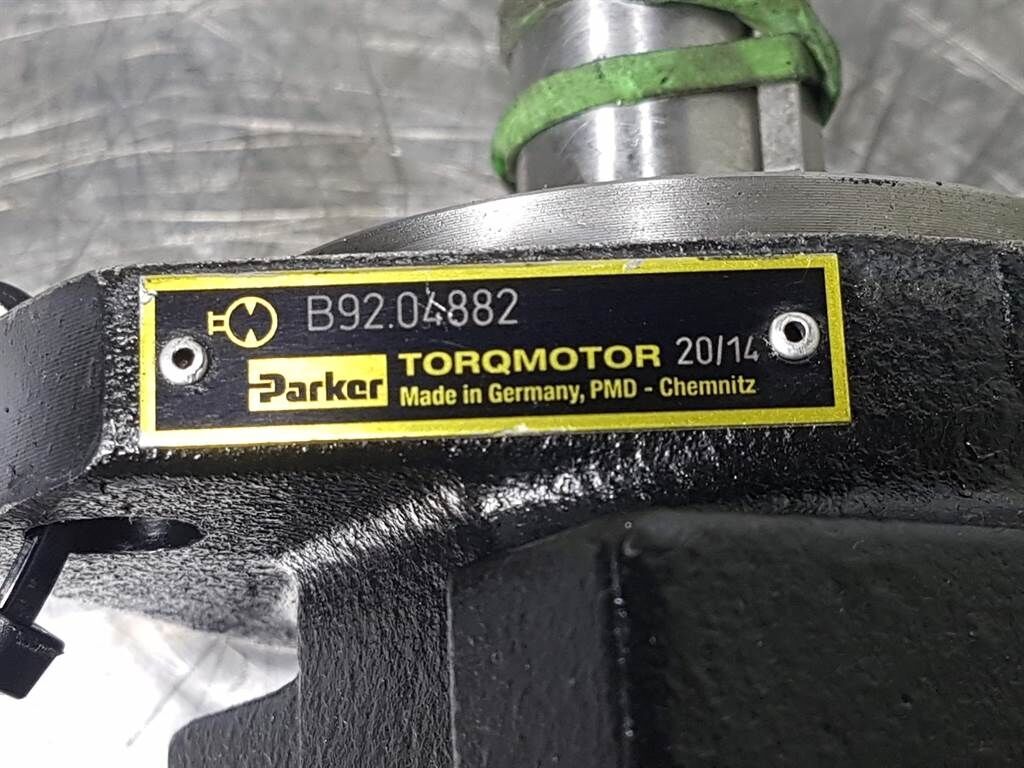 B92.04882
Parker TORQMOTOR 20/14
Made in Germany, PMD - Chemnitz